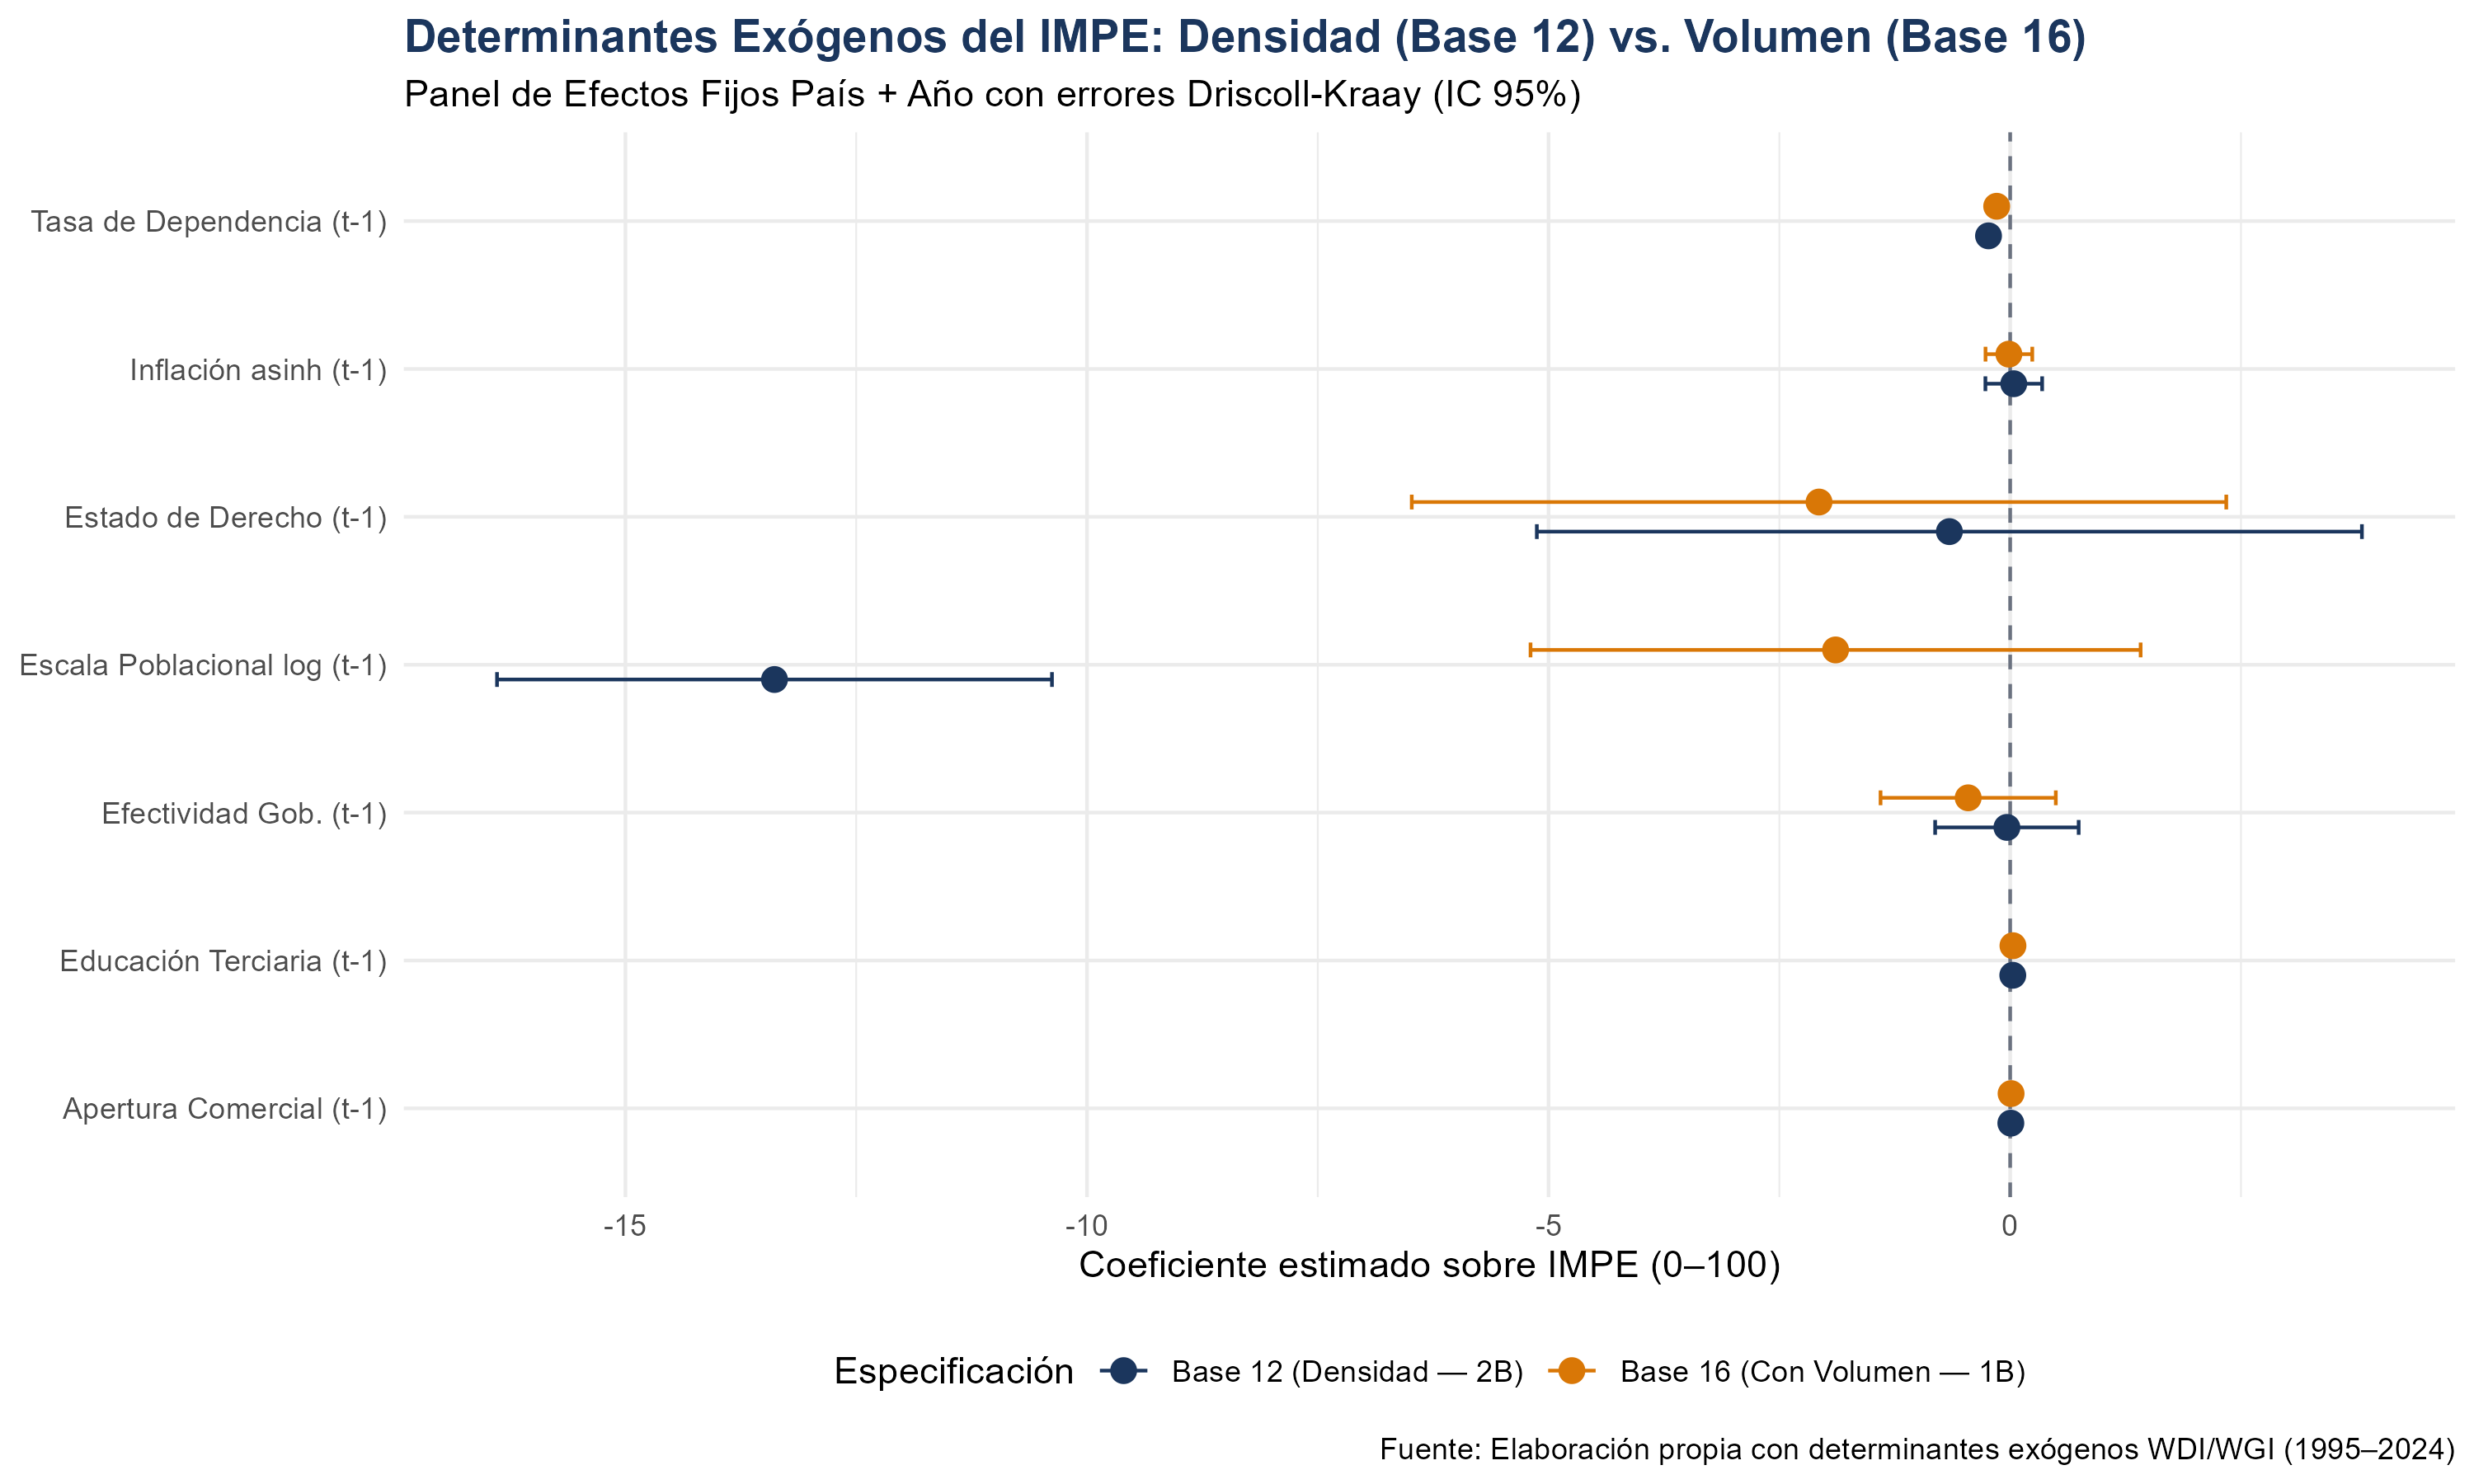 Determinantes Exógenos del IMPE: Densidad (Base 12) vs. Volumen (Base 16)
Panel de Efectos Fijos País + Año con errores Driscoll-Kraay (IC 95%)
Tasa de Dependencia (t-1)
Inflación asinh (t-1)
Estado de Derecho (t-1)
Escala Poblacional log (t-1)
Efectividad Gob. (t-1)
Educación Terciaria (t-1)
Apertura Comercial (t-1)
-15 -10 -5 0
Coeficiente estimado sobre IMPE (0–100)
Especificación Base 12 (Densidad — 2B) Base 16 (Con Volumen — 1B)
Fuente: Elaboración propia con determinantes exógenos WDI/WGI (1995–2024)